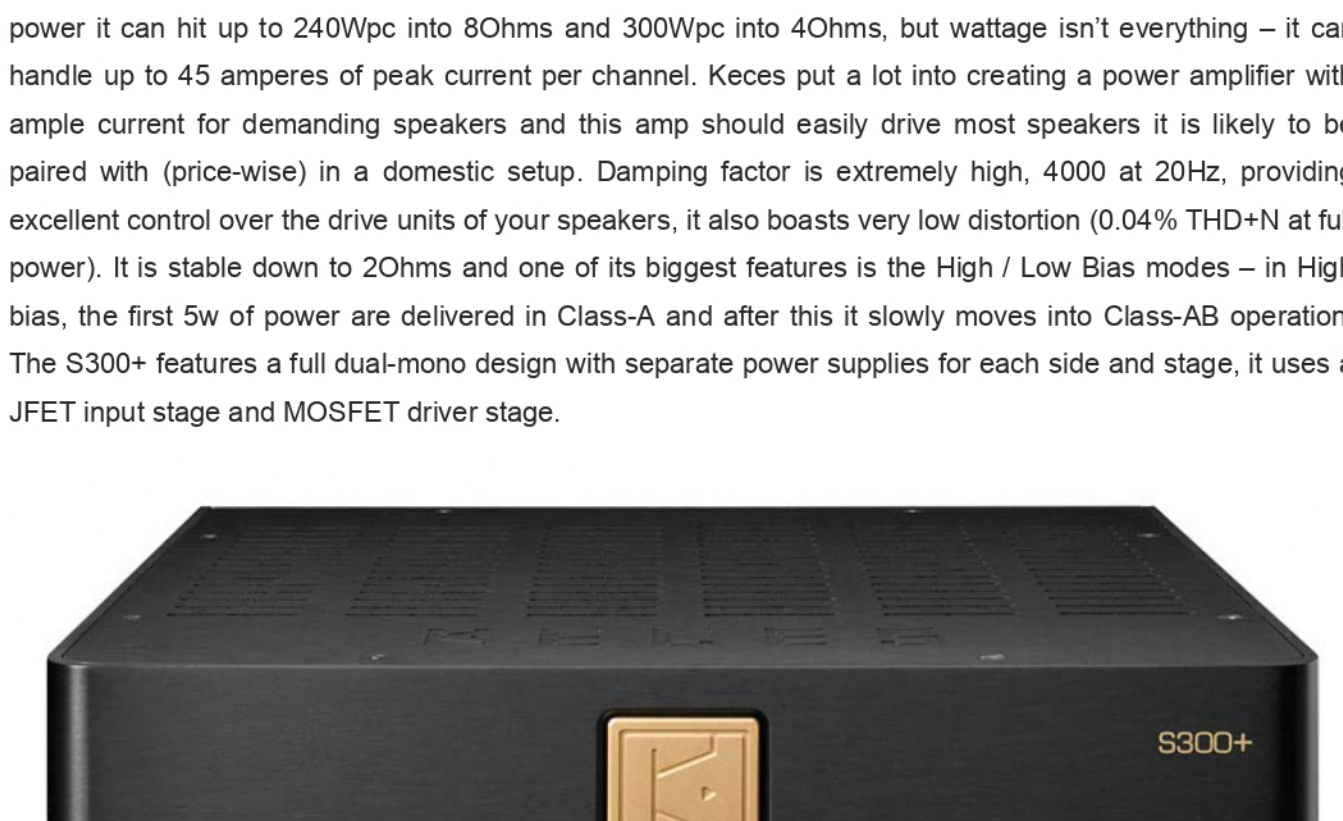 power it can hit up to 240Wpc into 8Ohms and 300Wpc into 4Ohms, but wattage isn’t everything – it can
handle up to 45 amperes of peak current per channel. Keces put a lot into creating a power amplifier with
ample current for demanding speakers and this amp should easily drive most speakers it is likely to be
paired with (price-wise) in a domestic setup. Damping factor is extremely high, 4000 at 20Hz, providing
excellent control over the drive units of your speakers, it also boasts very low distortion (0.04% THD+N at full
power). It is stable down to 2Ohms and one of its biggest features is the High / Low Bias modes – in High
bias, the first 5w of power are delivered in Class-A and after this it slowly moves into Class-AB operation.
The S300+ features a full dual-mono design with separate power supplies for each side and stage, it uses a
JFET input stage and MOSFET driver stage.
KECES
S300+